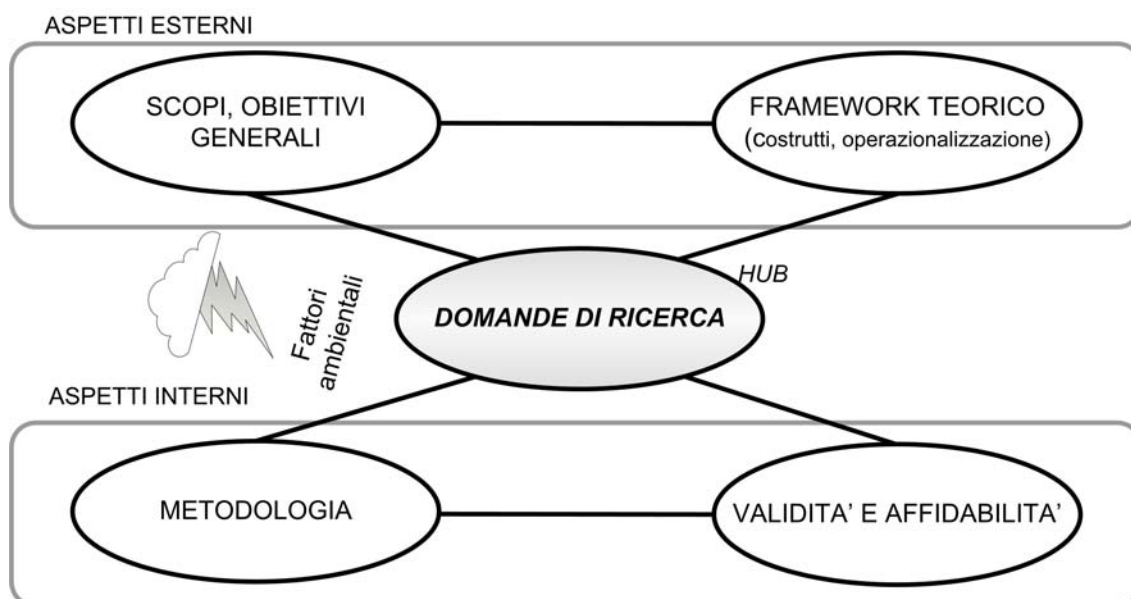 ASPETTI ESTERNI
SCOPI, OBIETTIVI
GENERALI
FRAMEWORK TEORICO
(Costrutti, operazionalizzazione)
HUB
DOMANDE DI RICERCA
Fattori
ambientali
ASPETTI INTERNI
METODOLOGIA
VALIDITA’ E AFFIDABILITA’